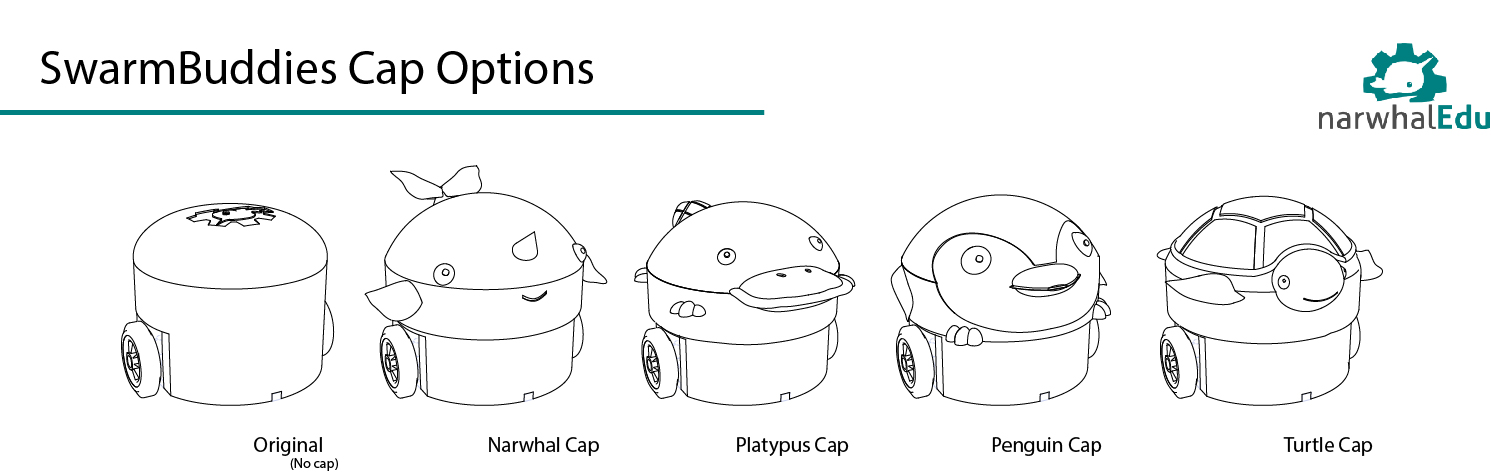 SwarmBuddies Cap Options
narwhalEdu
Original
(No cap)
Narwhal Cap
Platypus Cap
Penguin Cap
Turtle Cap